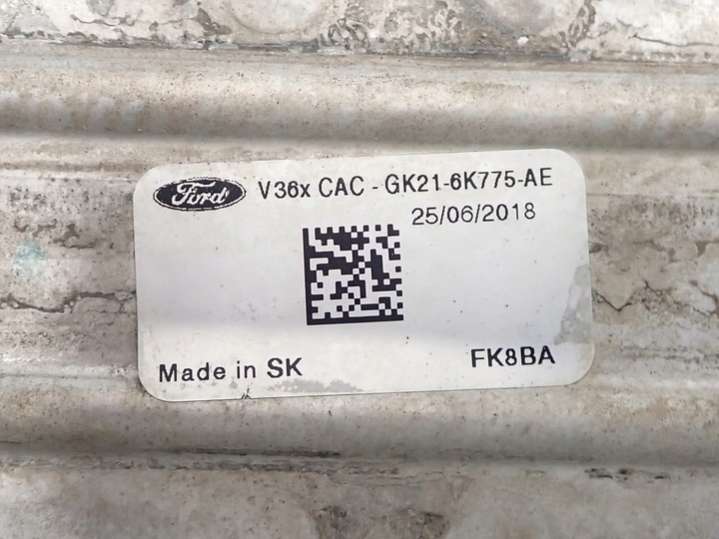 Ford V36x CAC - GK21-6K775-AE
25/06/2018
Made in SK FK8BA